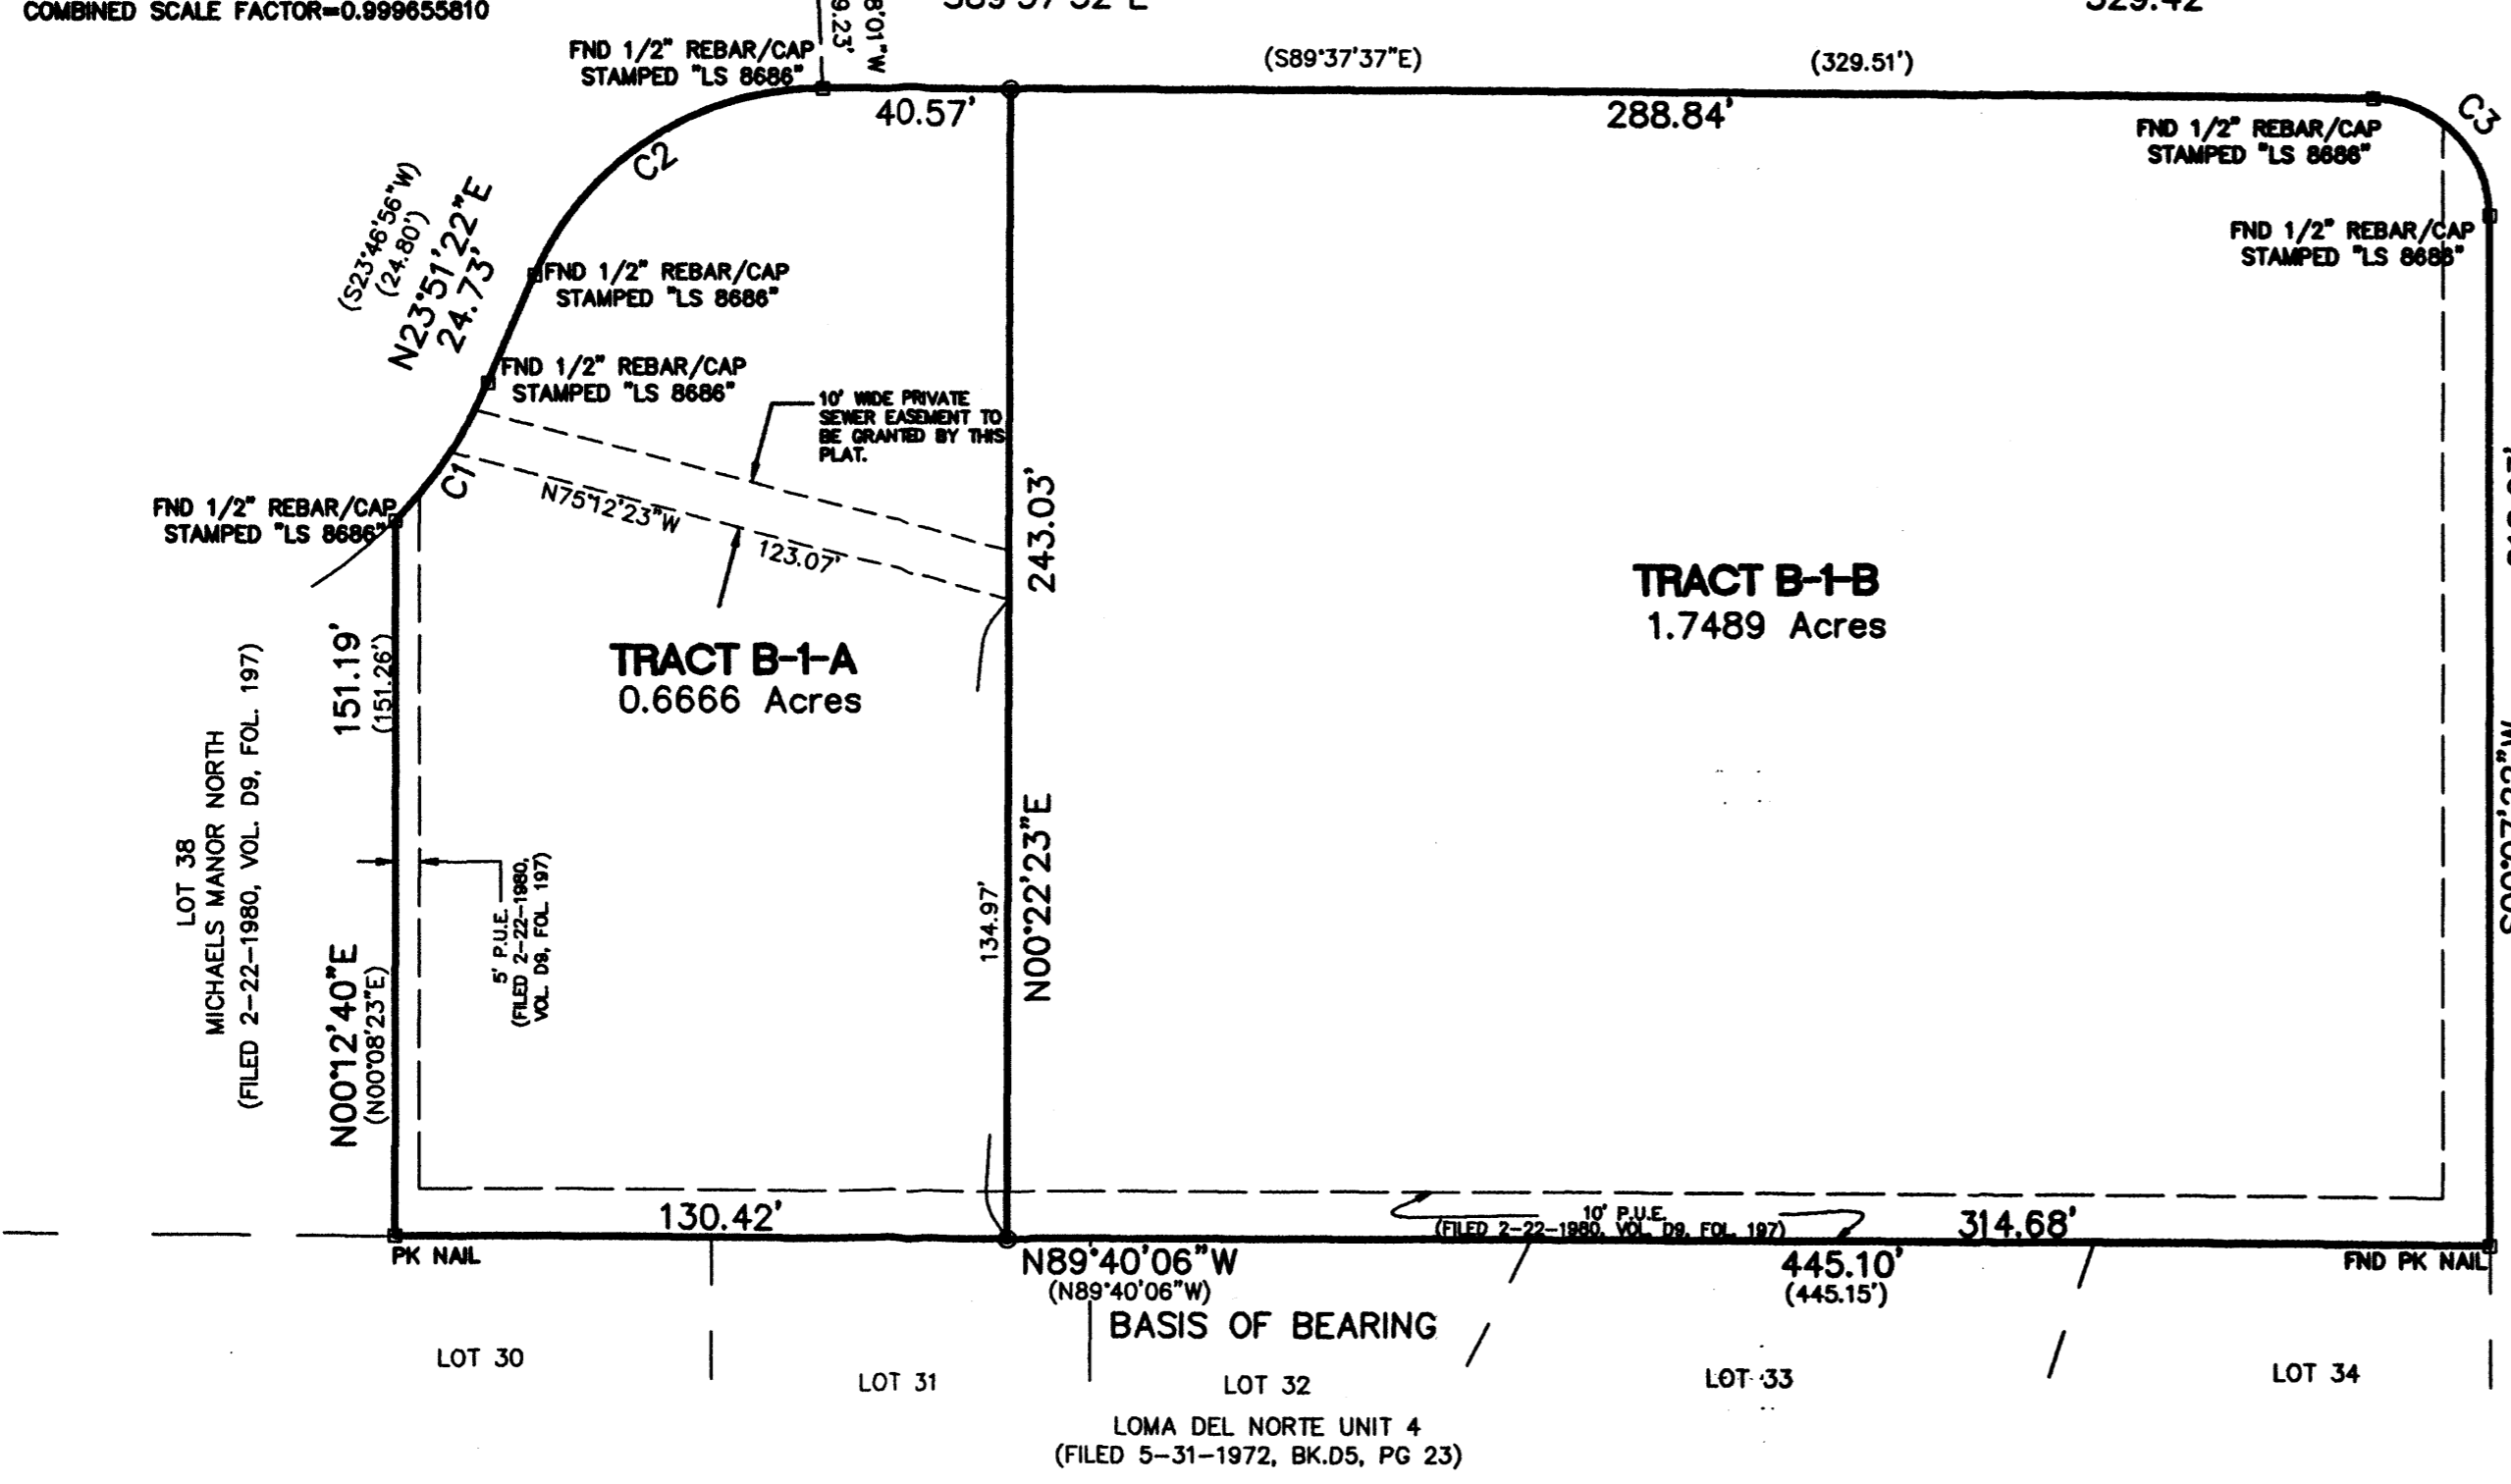 COMBINED SCALE FACTOR=0.999655810
FND 1/2" REBAR/CAP
STAMPED "LS 8686"
(S89°37'37"E)
(329.51')
40.57'
288.84'
C3
FND 1/2" REBAR/CAP
STAMPED "LS 8686"
C2
(S23°46'56"W)
(24.80')
N23°51'22"E
24.73'
FND 1/2" REBAR/CAP
STAMPED "LS 8686"
FND 1/2" REBAR/CAP
STAMPED "LS 8686"
FND 1/2" REBAR/CAP
STAMPED "LS 8686"
10' WIDE PRIVATE
SEWER EASEMENT TO
BE GRANTED BY THIS
PLAT.
C1
N75°12'23"W
123.07'
FND 1/2" REBAR/CAP
STAMPED "LS 8686"
243.03'
TRACT B-1-B
1.7489 Acres
TRACT B-1-A
0.6666 Acres
151.19'
(151.26')
LOT 38
MICHAELS MANOR NORTH
(FILED 2-22-1980, VOL. D9, FOL. 197)
N00°12'40"E
(N00°08'23"E)
5' P.U.E.
(FILED 2-22-1980,
VOL. D9, FOL. 197)
134.97'
N00°22'23"E
130.42'
10' P.U.E.
(FILED 2-22-1980, VOL. D9, FOL. 197)
314.68'
PK NAIL
N89°40'06"W
(N89°40'06"W)
445.10'
(445.15')
FND PK NAIL
BASIS OF BEARING
LOT 30
LOT 31
LOT 32
LOT 33
LOT 34
LOMA DEL NORTE UNIT 4
(FILED 5-31-1972, BK.D5, PG 23)